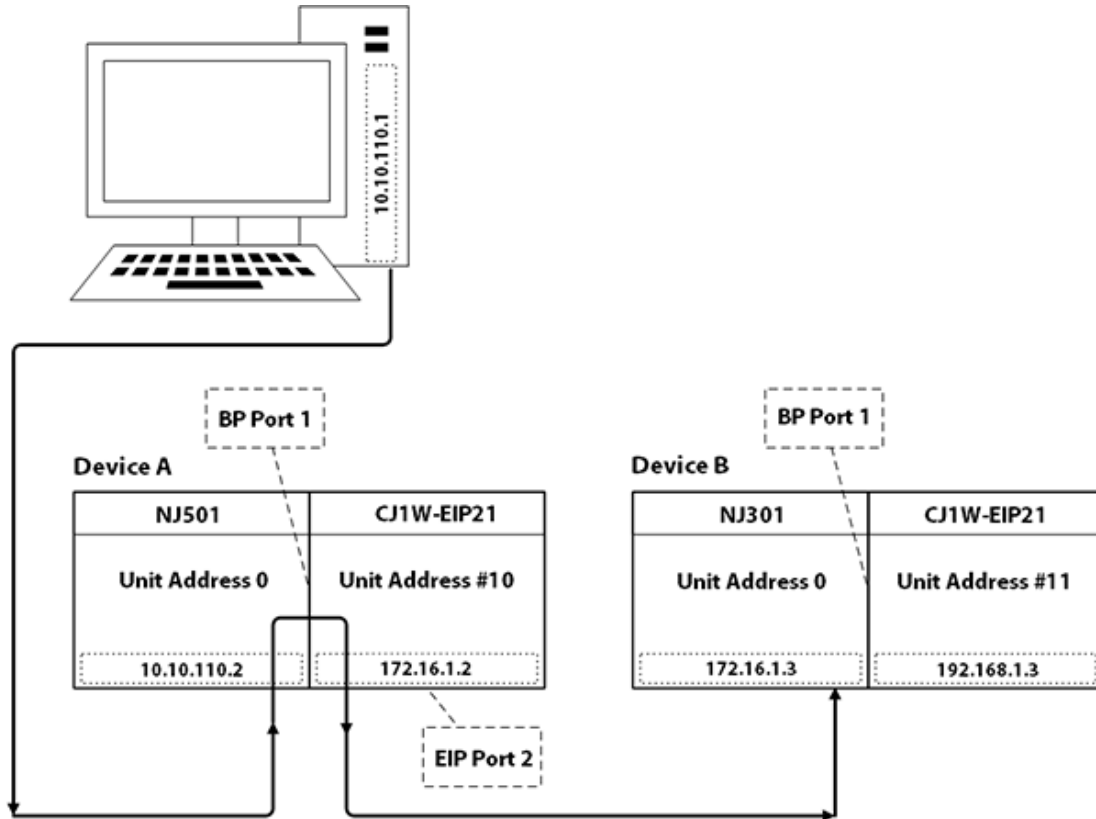 10.10.110.1
BP Port 1
BP Port 1
Device A
Device B
NJ501
CJ1W-EIP21
NJ301
CJ1W-EIP21
Unit Address 0
Unit Address #10
Unit Address 0
Unit Address #11
10.10.110.2
172.16.1.2
172.16.1.3
192.168.1.3
EIP Port 2